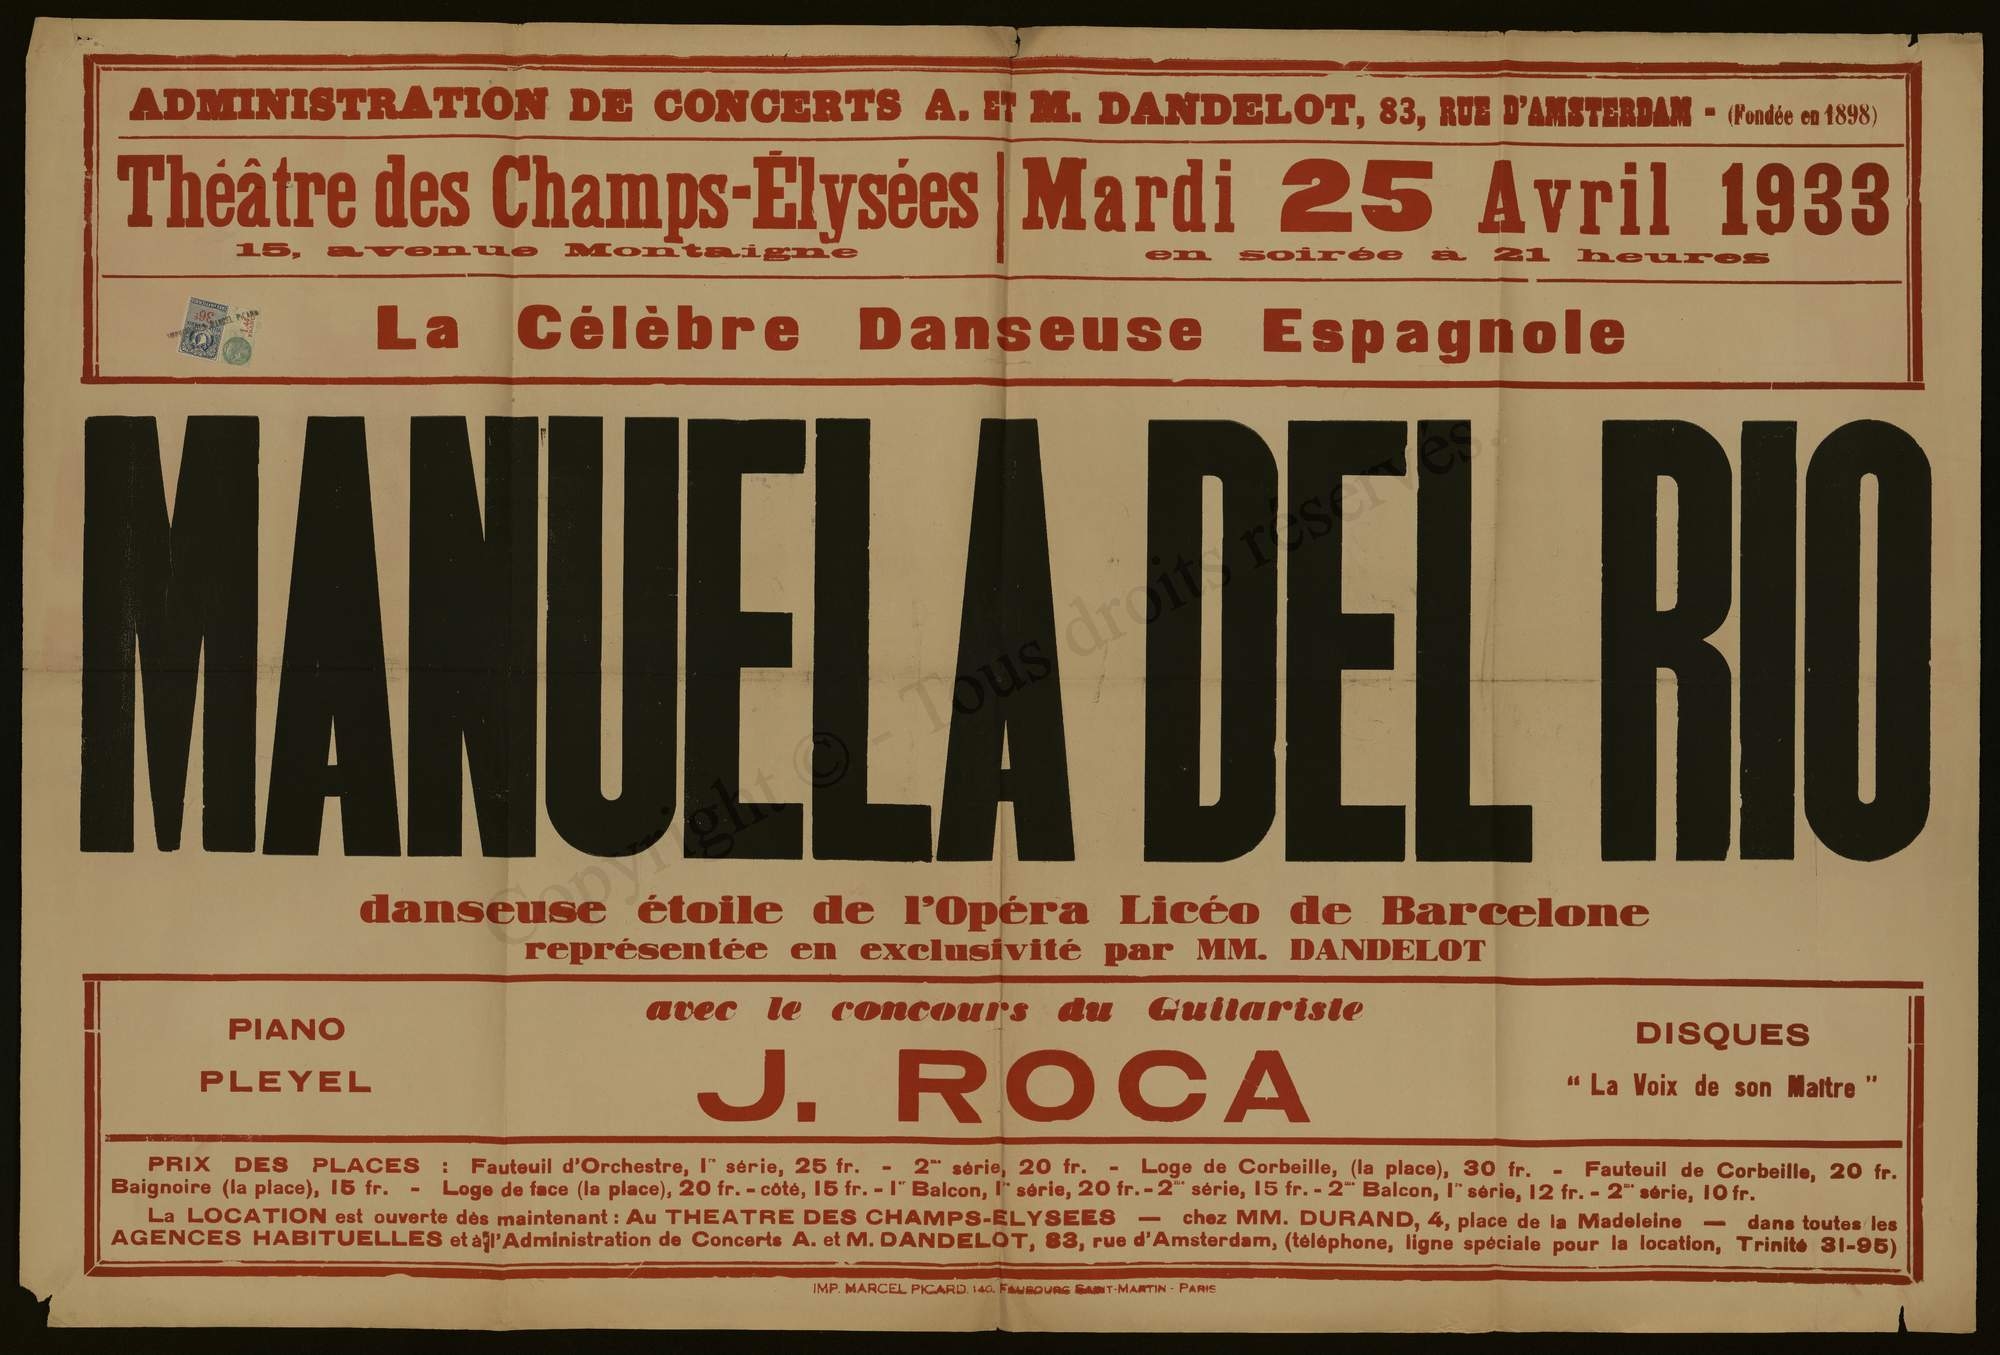 ADMINISTRATION DE CONCERTS A. ET M. DANDELOT, 83, RUE D'AMSTERDAM - (Fondée en 1898)
Théâtre des Champs-Élysées
15, avenue Montaigne
Mardi 25 Avril 1933
en soirée à 21 heures
La Célèbre Danseuse Espagnole
MANUELA DEL RIO
Copyright © - Tous droits réservés.
danseuse étoile de l'Opéra Licéo de Barcelone
représentée en exclusivité par MM. DANDELOT
PIANO
PLEYEL
avec le concours du Guitariste
J. ROCA
DISQUES
"La Voix de son Maître"
PRIX DES PLACES : Fauteuil d'Orchestre, 1re série, 25 fr. - 2me série, 20 fr. - Loge de Corbeille, (la place), 30 fr. - Fauteuil de Corbeille, 20 fr.
Baignoire (la place), 15 fr. - Loge de face (la place), 20 fr. - côté, 15 fr. - 1er Balcon, 1re série, 20 fr. - 2me série, 15 fr. - 2me Balcon, 1re série, 12 fr. - 2me série, 10 fr.
La LOCATION est ouverte dès maintenant : Au THEATRE DES CHAMPS-ELYSEES — chez MM. DURAND, 4, place de la Madeleine — dans toutes les
AGENCES HABITUELLES et à l'Administration de Concerts A. et M. DANDELOT, 83, rue d'Amsterdam, (téléphone, ligne spéciale pour la location, Trinité 31-95)
IMP. MARCEL PICARD. 140. FAUBOURG SAINT-MARTIN - PARIS